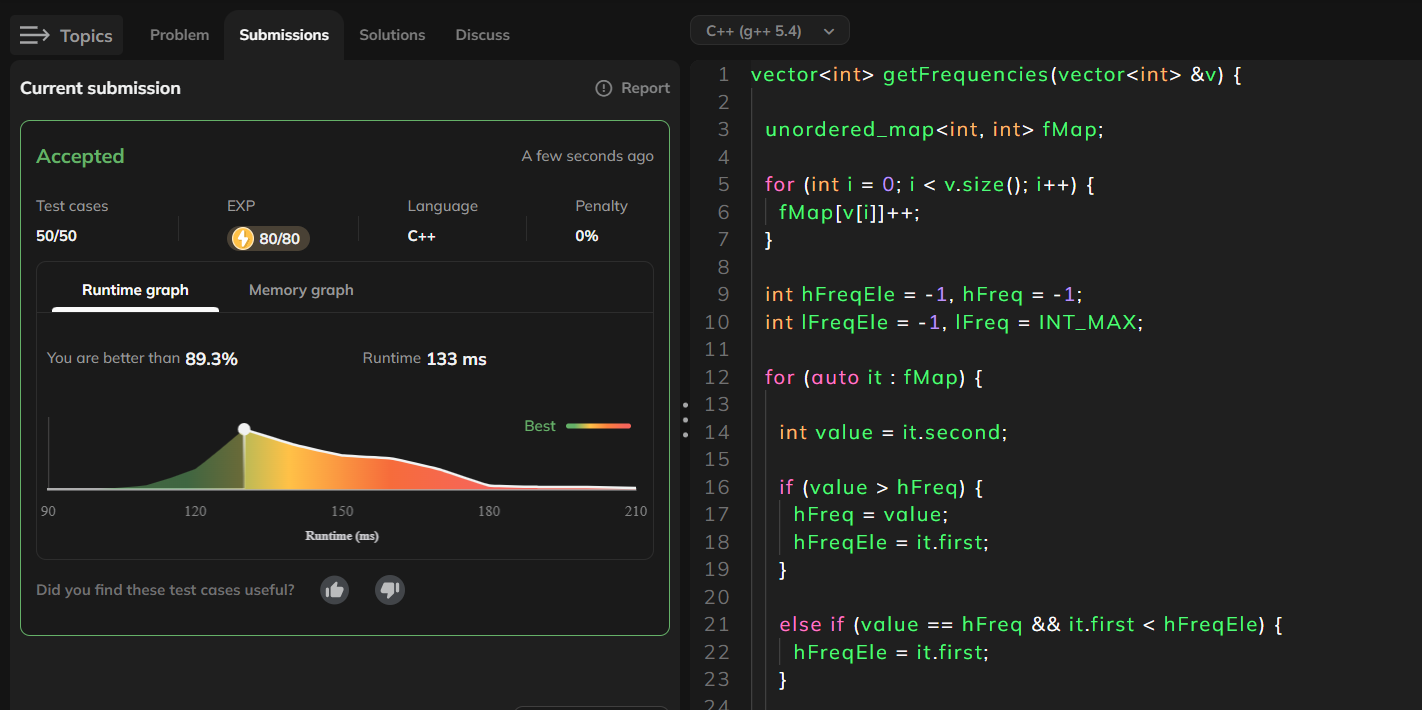 Topics
Problem
Submissions
Solutions
Discuss
Current submission
Report
Accepted
A few seconds ago
Test cases
EXP
Language
Penalty
50/50
80/80
C++
0%
Runtime graph
Memory graph
You are better than 89.3%
Runtime 133 ms
Best
90 120 150 180 210
Runtime (ms)
Did you find these test cases useful?
C++ (g++ 5.4)
1 vector<int> getFrequencies(vector<int> &v) {
2
3 unordered_map<int, int> fMap;
4
5 for (int i = 0; i < v.size(); i++) {
6 fMap[v[i]]++;
7 }
8
9 int hFreqEle = -1, hFreq = -1;
10 int lFreqEle = -1, lFreq = INT_MAX;
11
12 for (auto it : fMap) {
13
14 int value = it.second;
15
16 if (value > hFreq) {
17 hFreq = value;
18 hFreqEle = it.first;
19 }
20
21 else if (value == hFreq && it.first < hFreqEle) {
22 hFreqEle = it.first;
23 }
24